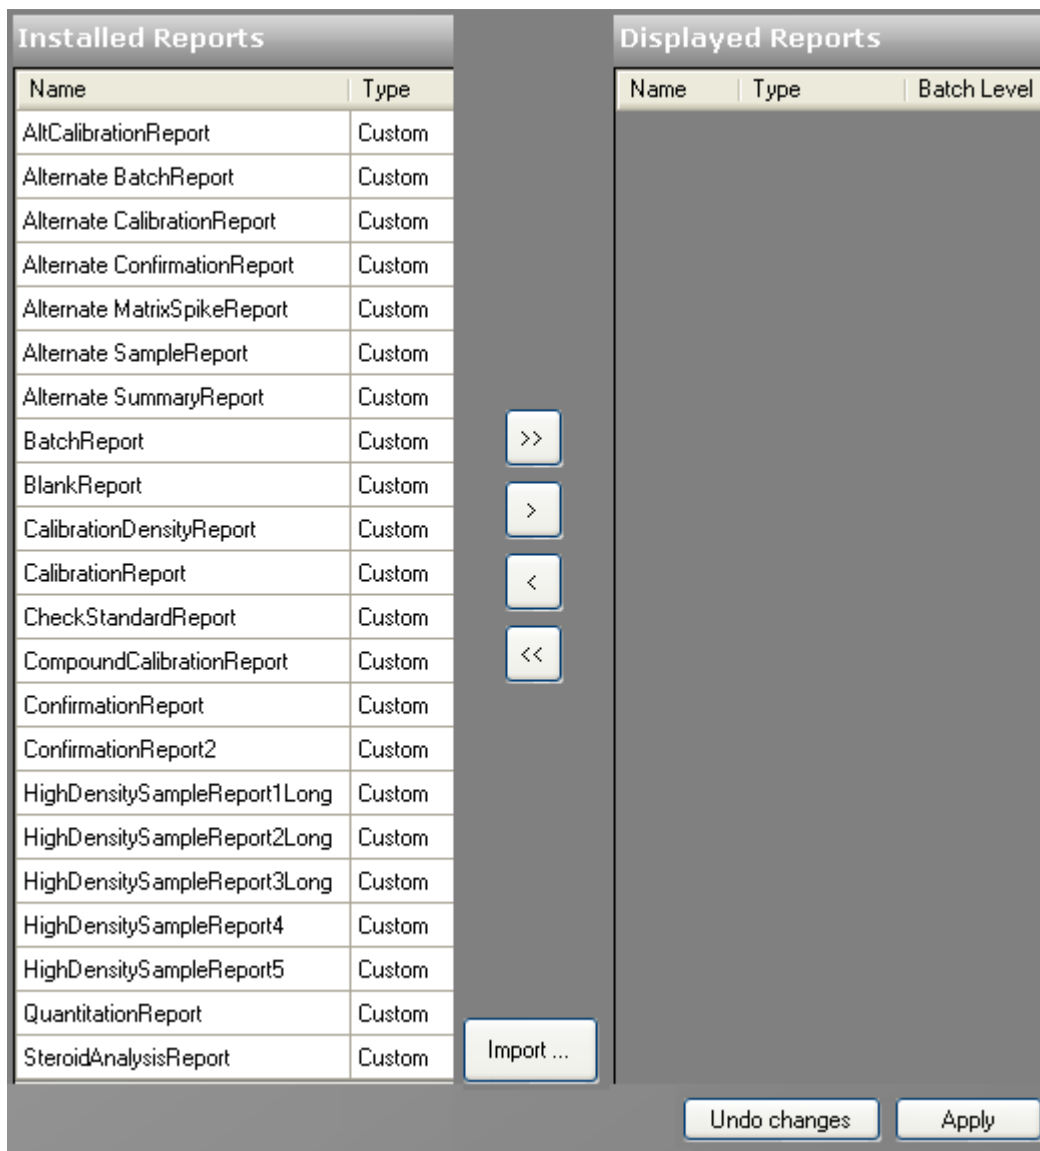 Installed Reports
Name Type
AltCalibrationReport Custom
Alternate BatchReport Custom
Alternate CalibrationReport Custom
Alternate ConfirmationReport Custom
Alternate MatrixSpikeReport Custom
Alternate SampleReport Custom
Alternate SummaryReport Custom
BatchReport Custom
BlankReport Custom
CalibrationDensityReport Custom
CalibrationReport Custom
CheckStandardReport Custom
CompoundCalibrationReport Custom
ConfirmationReport Custom
ConfirmationReport2 Custom
HighDensitySampleReport1Long Custom
HighDensitySampleReport2Long Custom
HighDensitySampleReport3Long Custom
HighDensitySampleReport4 Custom
HighDensitySampleReport5 Custom
QuantitationReport Custom
SteroidAnalysisReport Custom
>>
>
<
<<
Import ...
Displayed Reports
Name Type Batch Level
Undo changes Apply